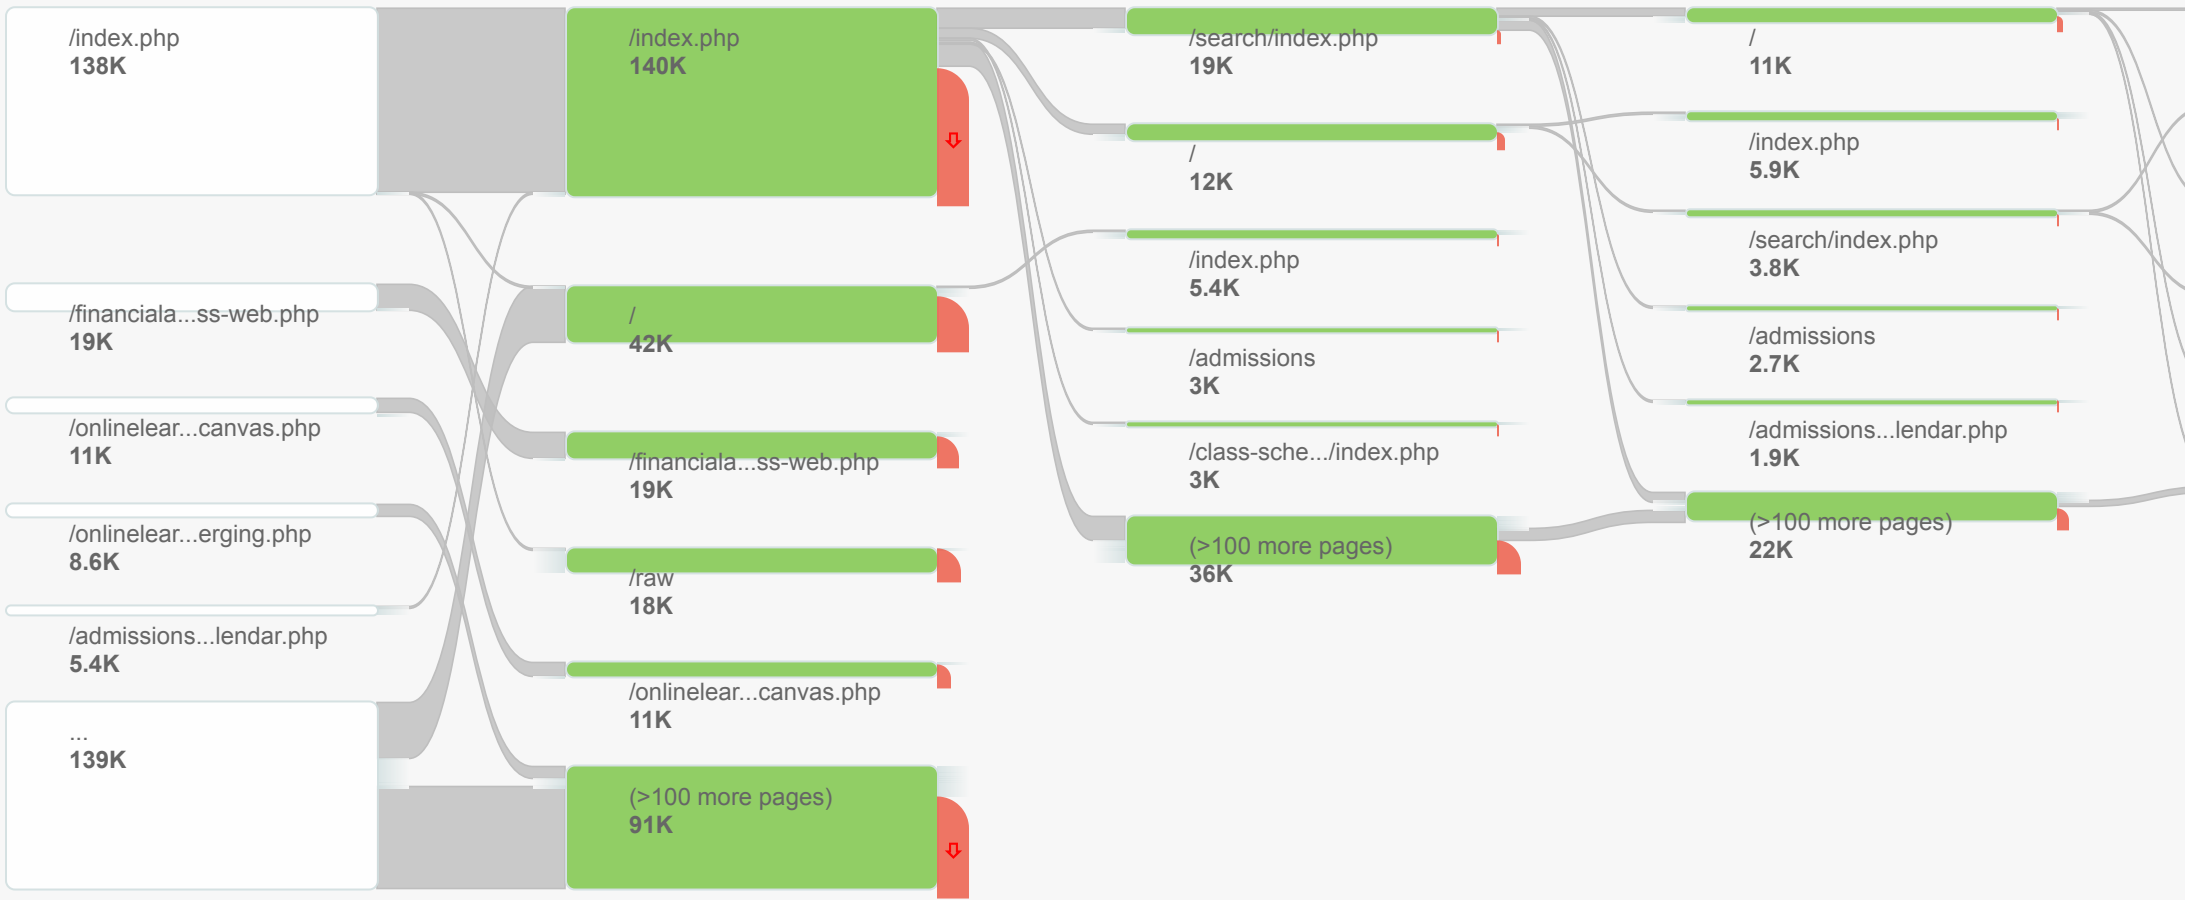 /index.php
138K
/financiala...ss-web.php
19K
/onlinelear...canvas.php
11K
/onlinelear...erging.php
8.6K
/admissions...lendar.php
5.4K
...
139K
/index.php
140K
/
42K
/financiala...ss-web.php
19K
/raw
18K
/onlinelear...canvas.php
11K
(>100 more pages)
91K
/search/index.php
19K
/
12K
/index.php
5.4K
/admissions
3K
/class-sche.../index.php
3K
(>100 more pages)
36K
/
11K
/index.php
5.9K
/search/index.php
3.8K
/admissions
2.7K
/admissions...lendar.php
1.9K
(>100 more pages)
22K